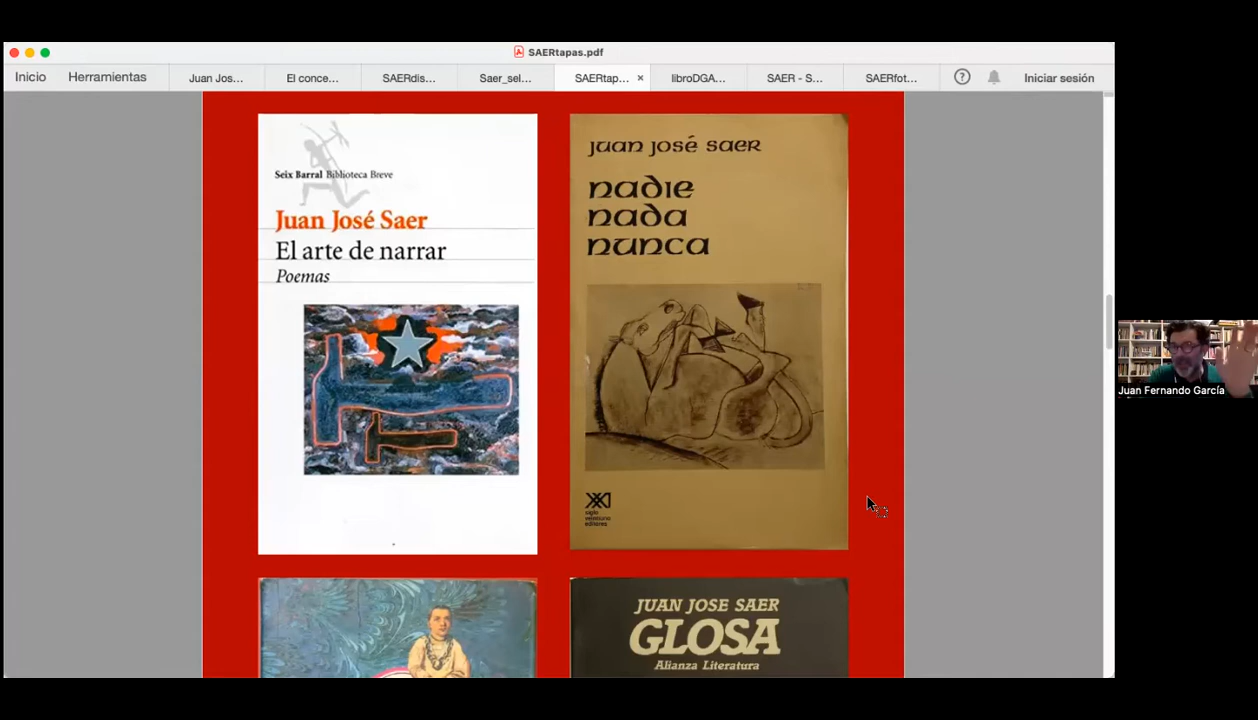 SAERtapas.pdf
Inicio
Herramientas
Juan Jos...
El conce...
SAERdis...
Saer_sel...
SAERtap...
libroDGA...
SAER - S...
SAERfot...
Iniciar sesión
Seix Barral Biblioteca Breve
Juan José Saer
El arte de narrar
Poemas
juan josé saer
nadie
nada
nunca
siglo
veintiuno
editores
JUAN JOSE SAER
GLOSA
Alianza Literatura
Juan Fernando García